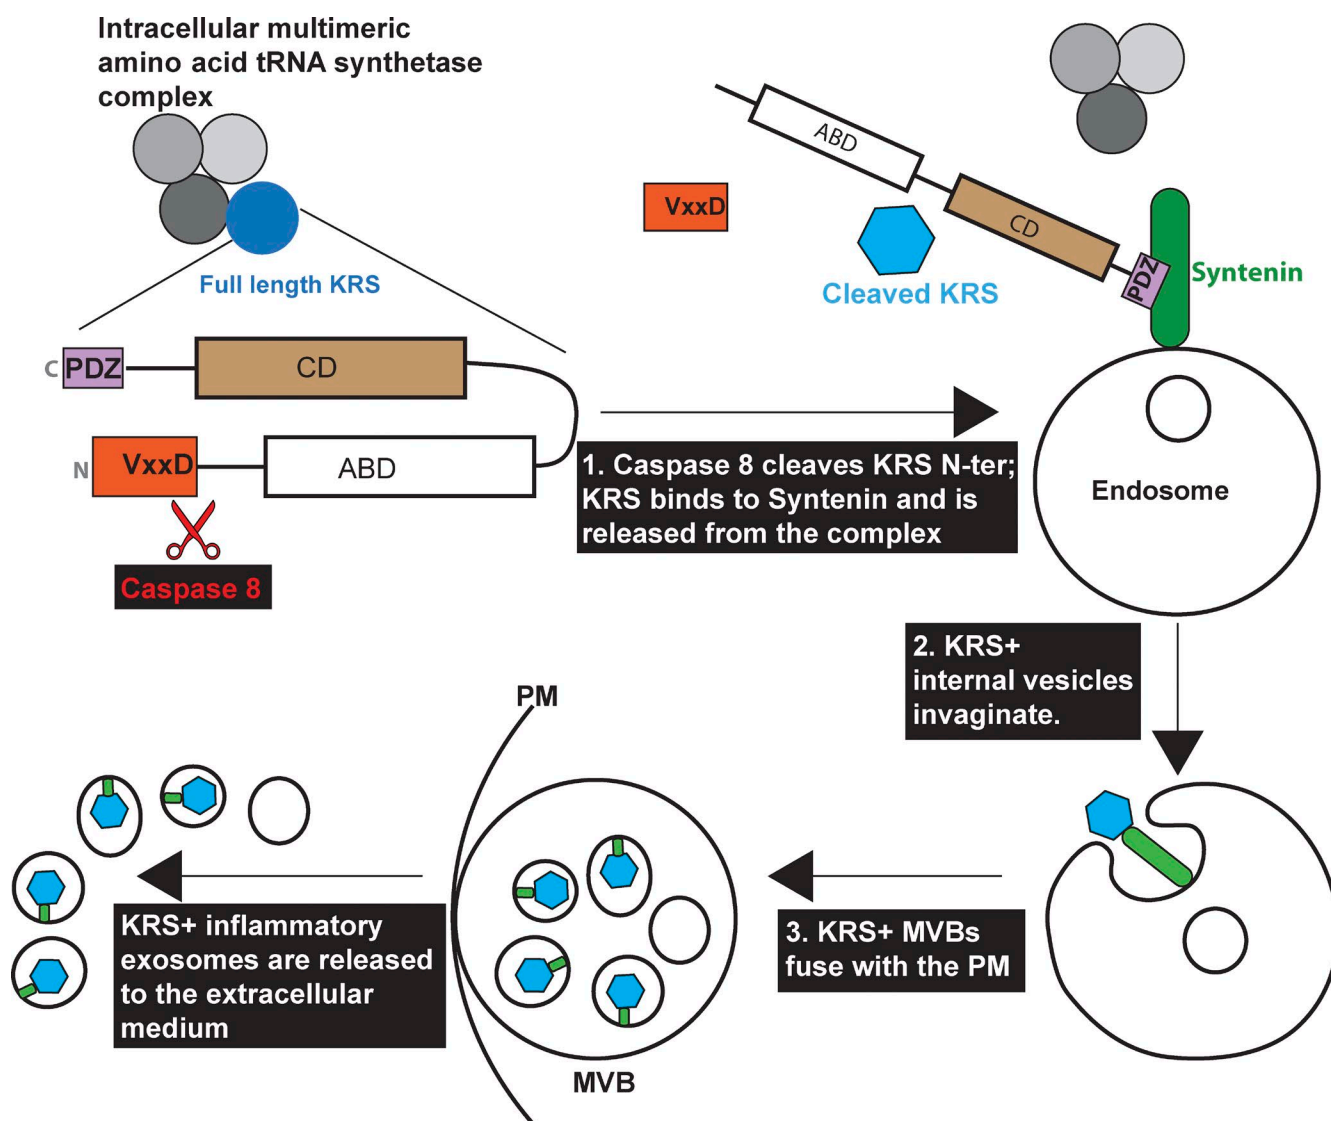 Intracellular multimeric
amino acid tRNA synthetase
complex
Full length KRS
C PDZ
CD
N VxxD
ABD
Caspase 8
1. Caspase 8 cleaves KRS N-ter;
KRS binds to Syntenin and is
released from the complex
VxxD
ABD
CD
PDZ
Cleaved KRS
Syntenin
Endosome
2. KRS+
internal vesicles
invaginate.
3. KRS+ MVBs
fuse with the PM
PM
MVB
KRS+ inflammatory
exosomes are released
to the extracellular
medium